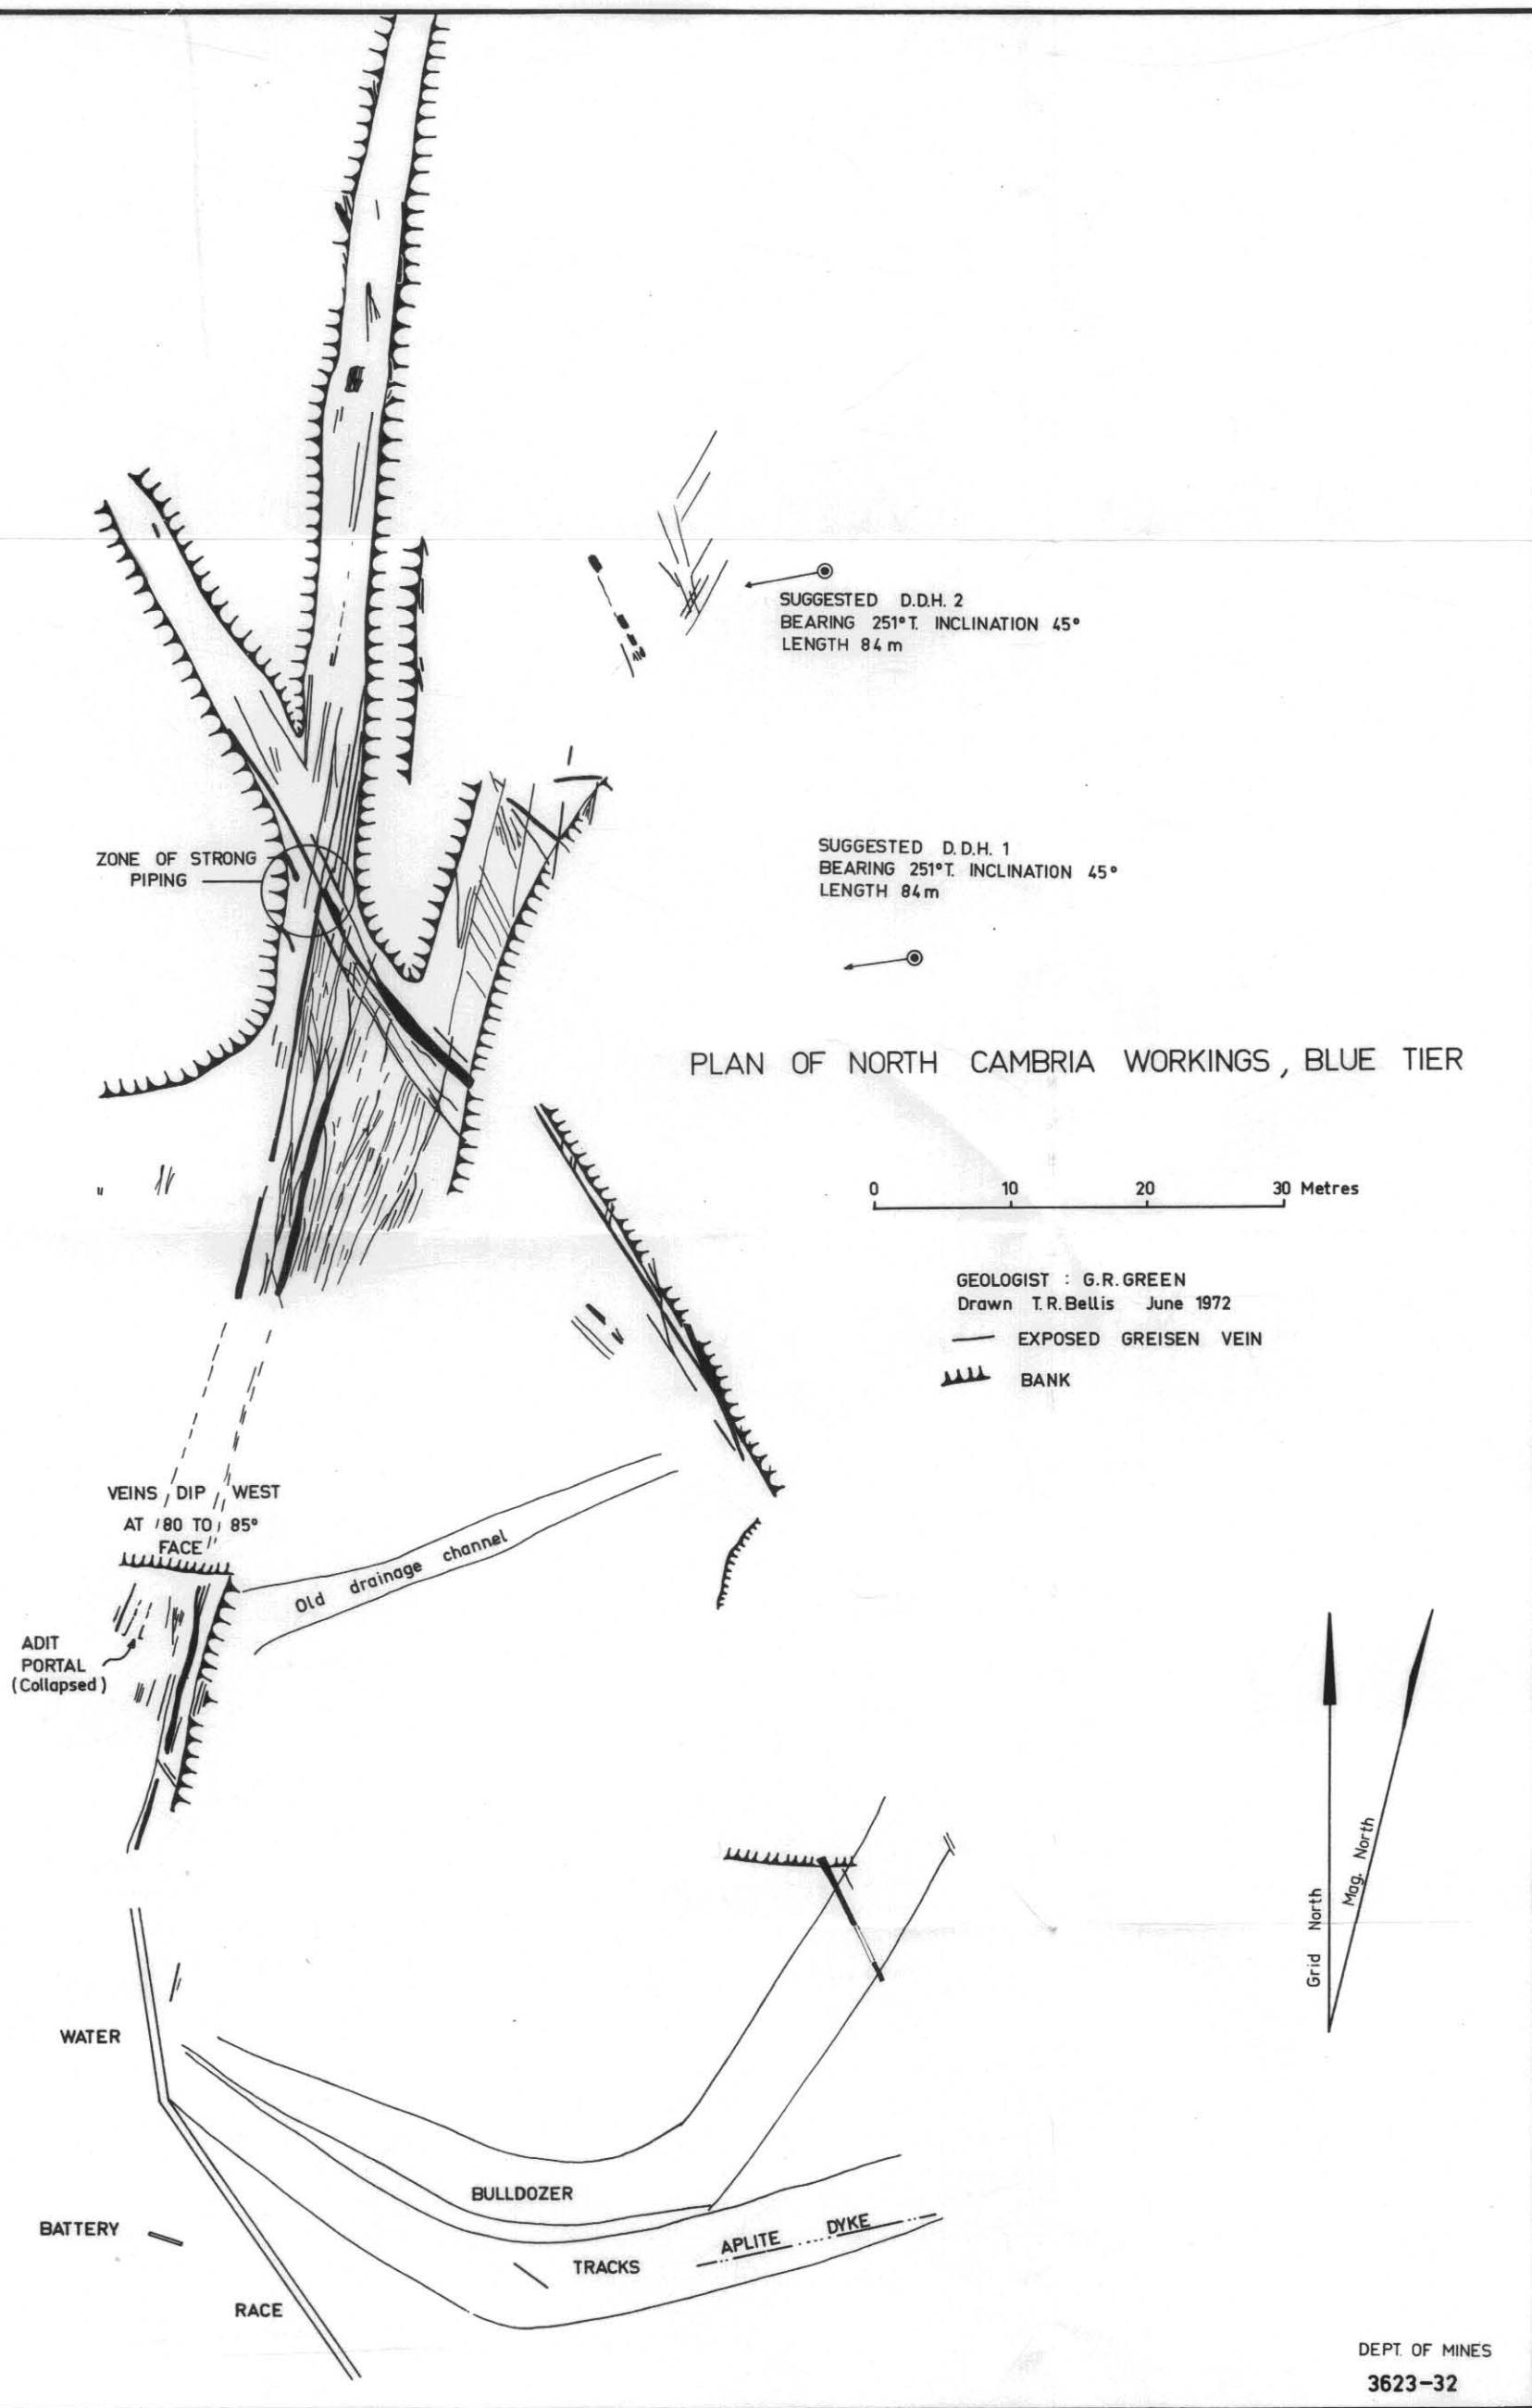 SUGGESTED D.D.H. 2
BEARING 251°T. INCLINATION 45°
LENGTH 84 m
ZONE OF STRONG
PIPING
SUGGESTED D.D.H. 1
BEARING 251°T. INCLINATION 45°
LENGTH 84 m
PLAN OF NORTH CAMBRIA WORKINGS, BLUE TIER
0 10 20 30 Metres
GEOLOGIST : G.R. GREEN
Drawn T.R. Bellis June 1972
EXPOSED GREISEN VEIN
BANK
VEINS DIP WEST
AT 80 TO 85°
FACE
Old drainage channel
ADIT
PORTAL
(Collapsed)
Grid North
Mag. North
WATER
BULLDOZER
BATTERY
APLITE DYKE
TRACKS
RACE
DEPT. OF MINES
3623-32